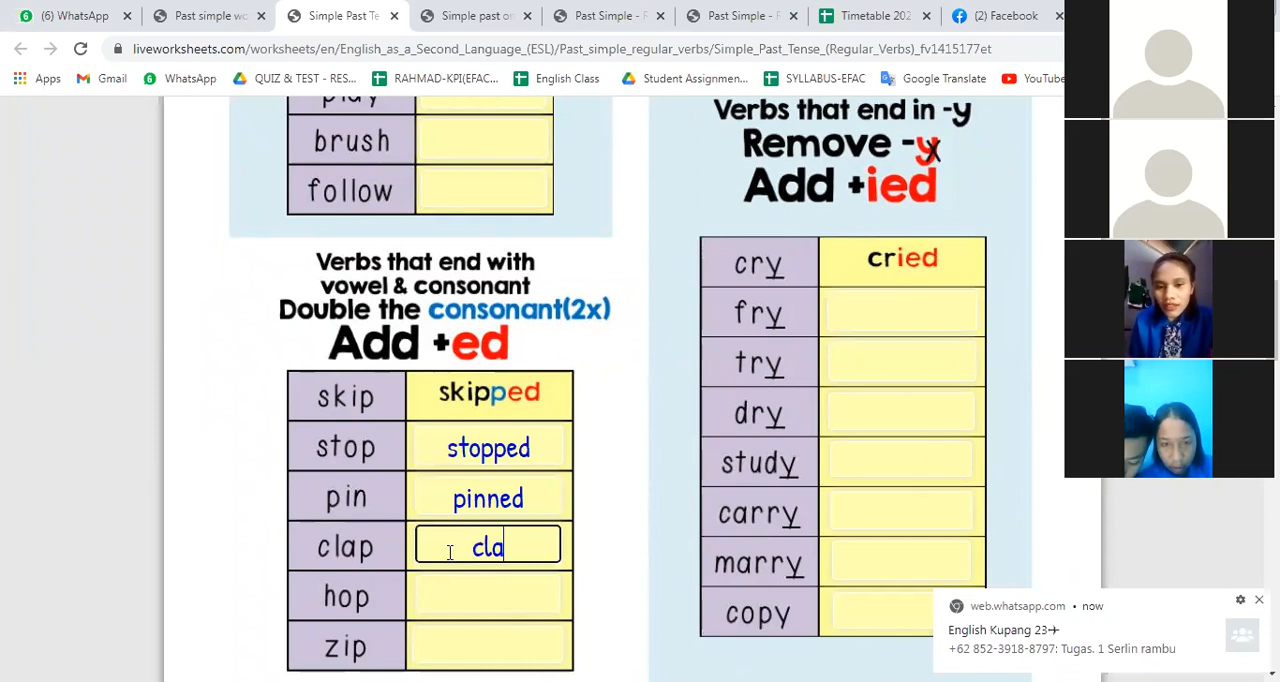 (2) WhatsApp
Past simple wo
Simple Past Te
Simple past on
Past Simple - R
Past Simple - F
Timetable 202
(2) Facebook
liveworksheets.com/worksheets/en/English_as_a_Second_Language_(ESL)/Past_simple_regular_verbs/Simple_Past_Tense_(Regular_Verbs)_fv1415177et
Apps
Gmail
WhatsApp
QUIZ & TEST - RES...
RAHMAD-KPI(EFAC...
English Class
Student Assignmen...
SYLLABUS-EFAC
Google Translate
YouTube
play
brush
follow
Verbs that end with
vowel & consonant
Double the consonant(2x)
Add +ed
skip skipped
stop stopped
pin pinned
clap cla
hop
zip
Verbs that end in -y
Remove -y
Add +ied
cry cried
fry
try
dry
study
carry
marry
copy
web.whatsapp.com • now
English Kupang 23✈
+62 852-3918-8797: Tugas. 1 Serlin rambu